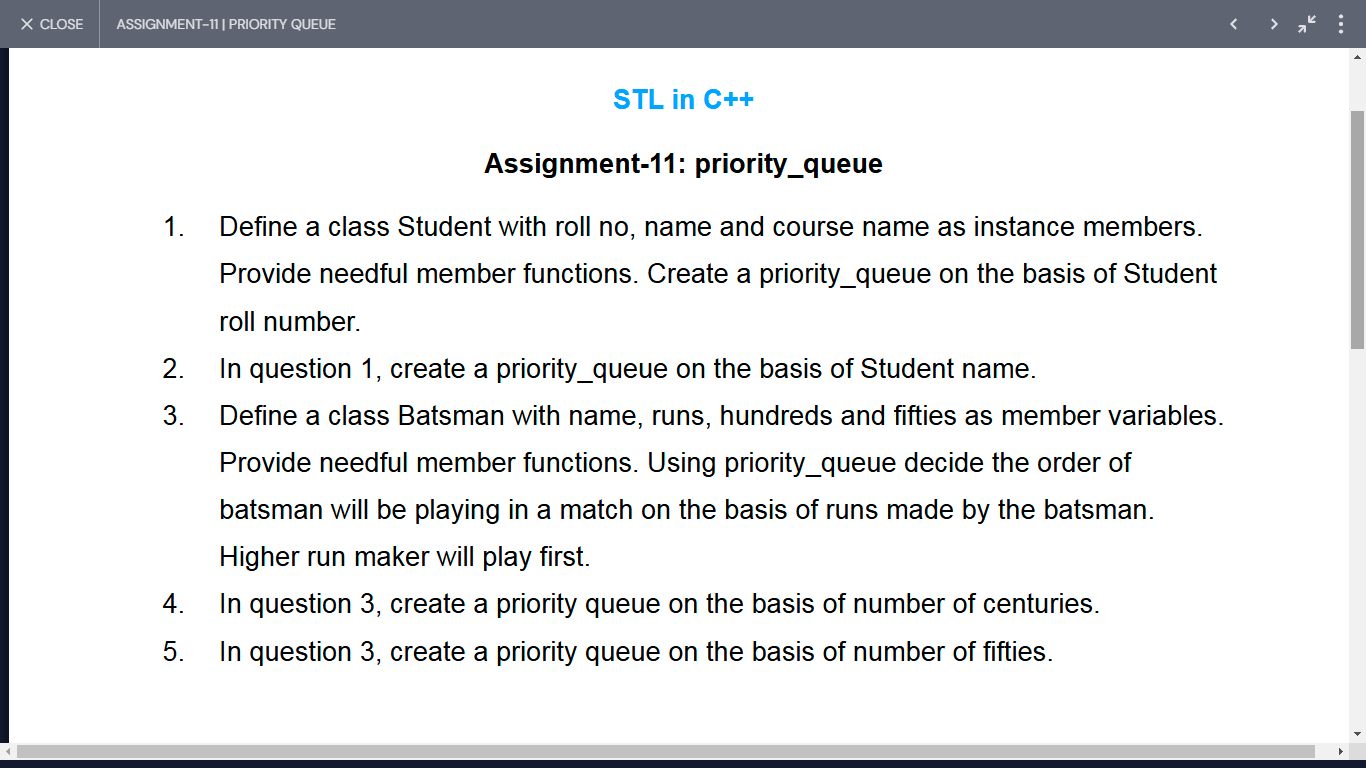 CLOSE
ASSIGNMENT-11 | PRIORITY QUEUE
STL in C++
Assignment-11: priority_queue
1. Define a class Student with roll no, name and course name as instance members.
Provide needful member functions. Create a priority_queue on the basis of Student
roll number.
2. In question 1, create a priority_queue on the basis of Student name.
3. Define a class Batsman with name, runs, hundreds and fifties as member variables.
Provide needful member functions. Using priority_queue decide the order of
batsman will be playing in a match on the basis of runs made by the batsman.
Higher run maker will play first.
4. In question 3, create a priority queue on the basis of number of centuries.
5. In question 3, create a priority queue on the basis of number of fifties.